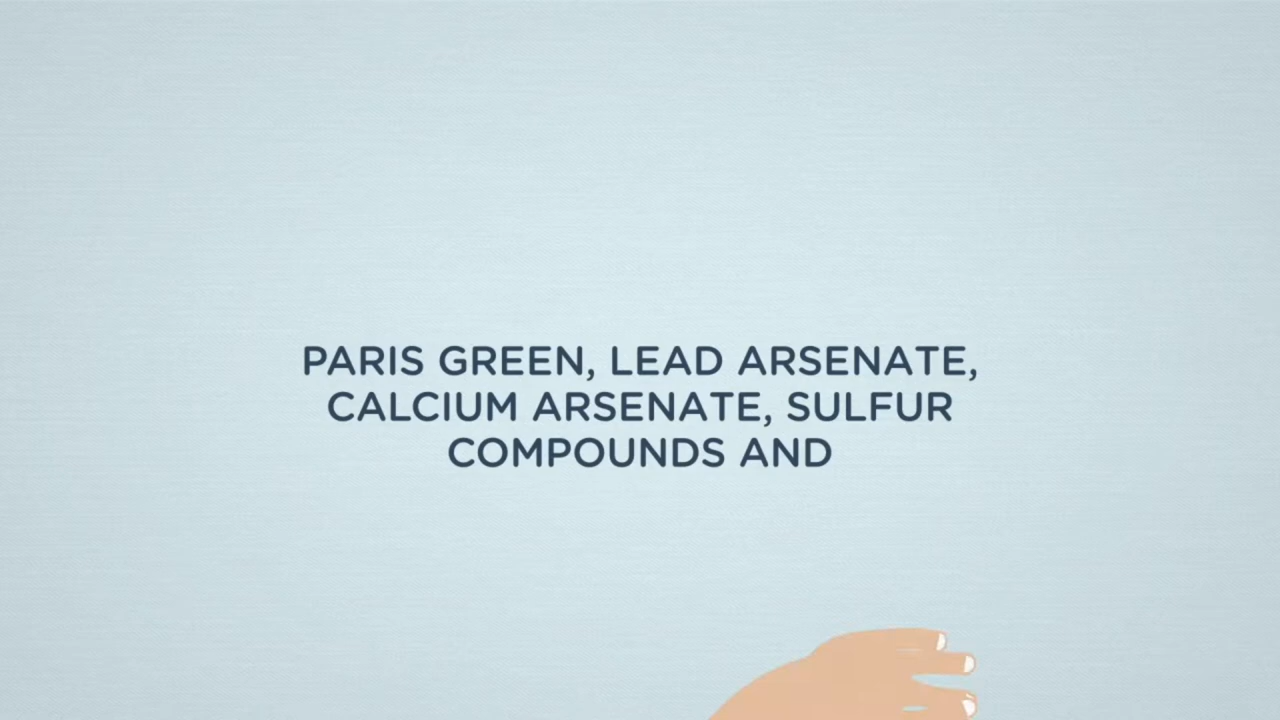 PARIS GREEN, LEAD ARSENATE,
CALCIUM ARSENATE, SULFUR
COMPOUNDS AND